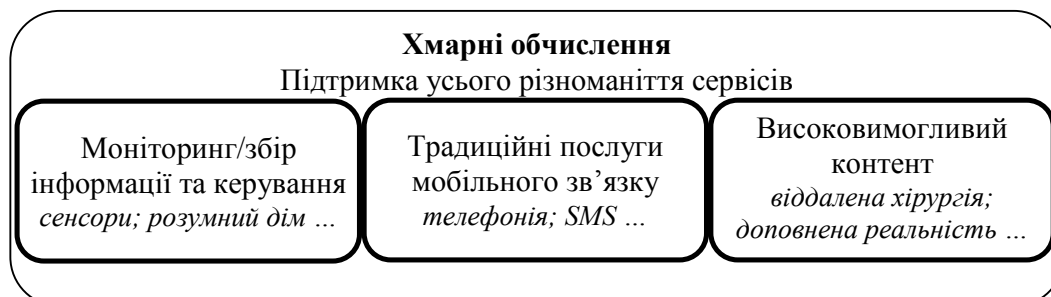 Хмарні обчислення
Підтримка усього різноманіття сервісів
Моніторинг/збір
інформації та керування
сенсори; розумний дім ...
Традиційні послуги
мобільного зв’язку
телефонія; SMS ...
Високовимогливий
контент
віддалена хірургія;
доповнена реальність ...